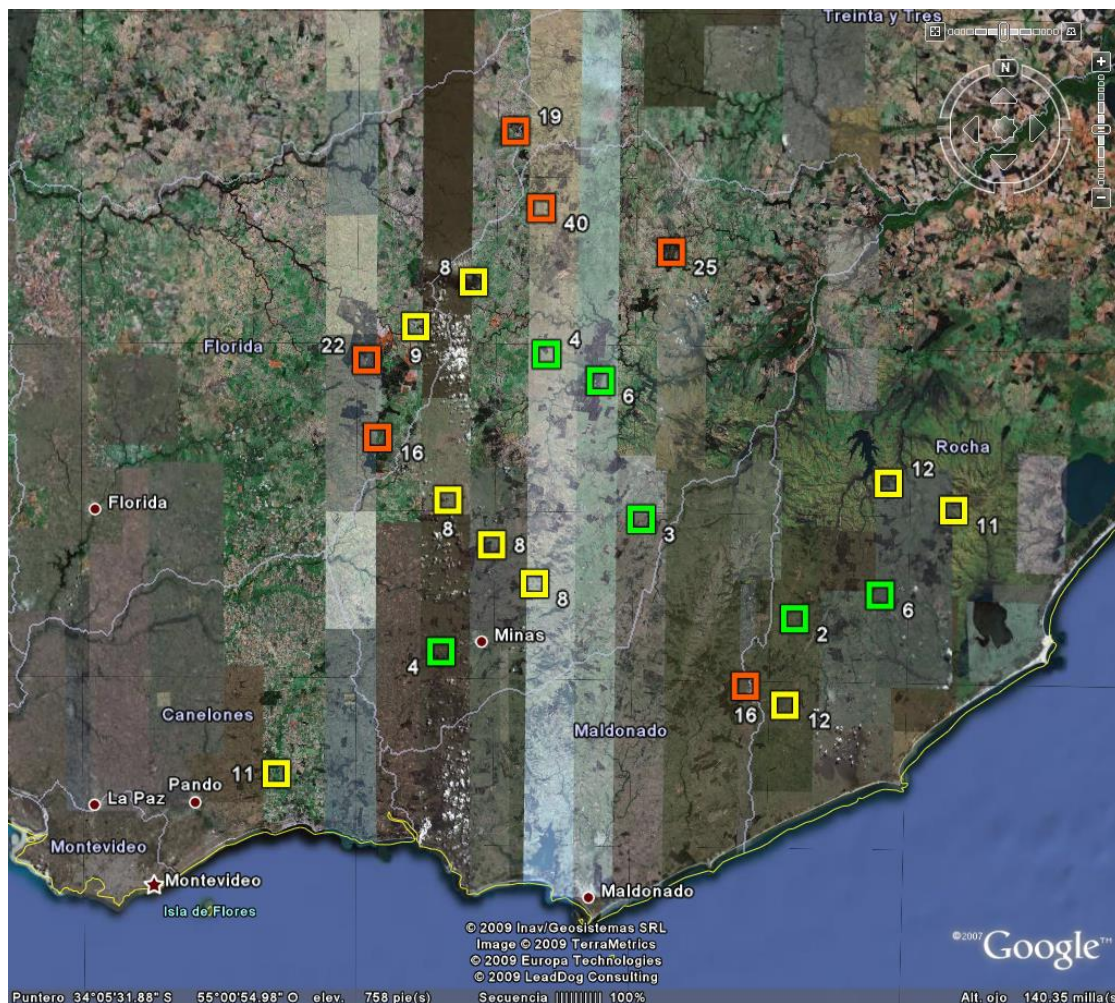 Treinta y Tres
N
19
40
25
8
9
4
22
Florida
6
16
Rocha
12
11
Florida
8
3
8
8
6
2
Minas
4
16
12
Canelones
Maldonado
11
Pando
La Paz
Montevideo
Montevideo
Maldonado
Isla de Flores
© 2009 Inav/Geosistemas SRL
Image © 2009 TerraMetrics
© 2009 Europa Technologies
© 2009 LeadDog Consulting
©2007 Google™
Puntero 34°05'31.88" S 55°00'54.98" O elev. 758 pie(s) Secuencia |||||||||| 100% Alt. ojo 140.35 milla(s